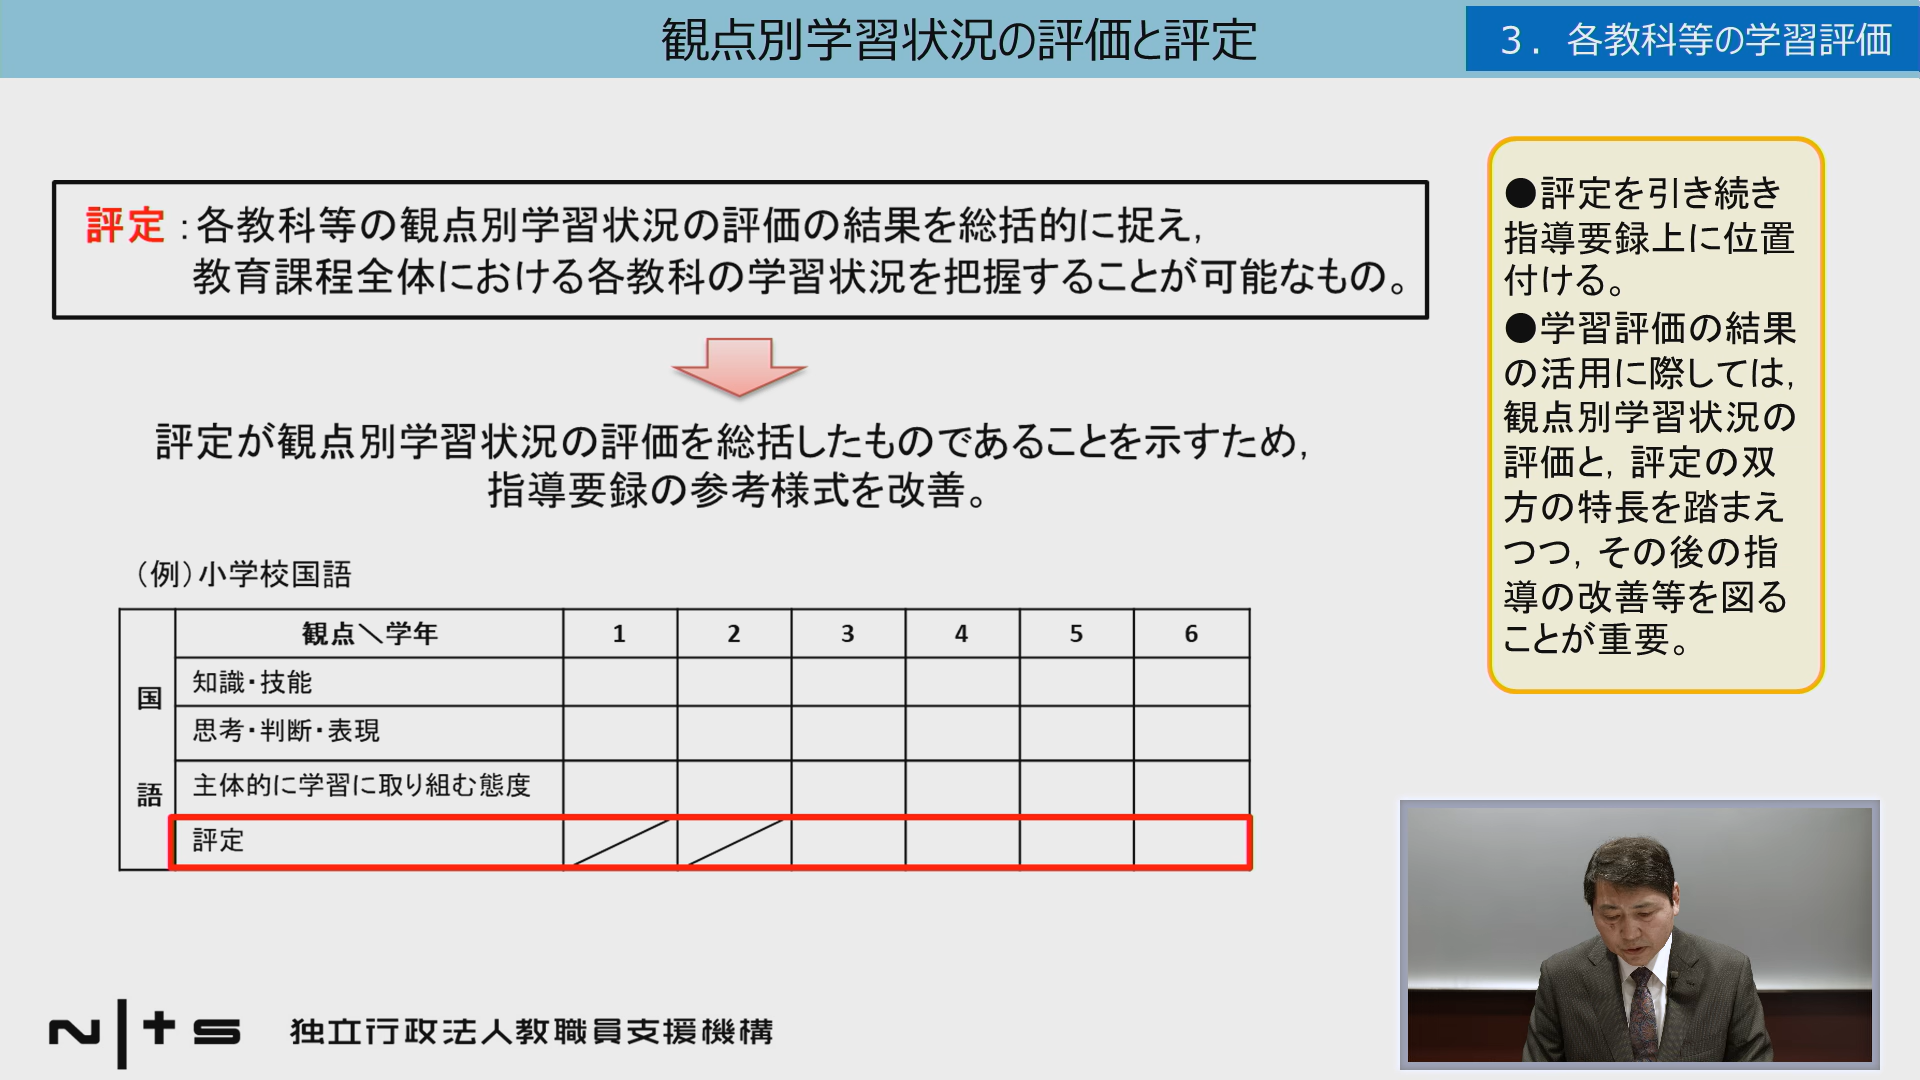 観点別学習状況の評価と評定
3．各教科等の学習評価
評定：各教科等の観点別学習状況の評価の結果を総括的に捉え，
教育課程全体における各教科の学習状況を把握することが可能なもの。
評定が観点別学習状況の評価を総括したものであることを示すため，
指導要録の参考様式を改善。
（例）小学校国語
国語
観点＼学年 1 2 3 4 5 6
知識・技能
思考・判断・表現
主体的に学習に取り組む態度
評定
●評定を引き続き
指導要録上に位置
付ける。
●学習評価の結果
の活用に際しては，
観点別学習状況の
評価と，評定の双
方の特長を踏まえ
つつ，その後の指
導の改善等を図る
ことが重要。
NITS 独立行政法人教職員支援機構